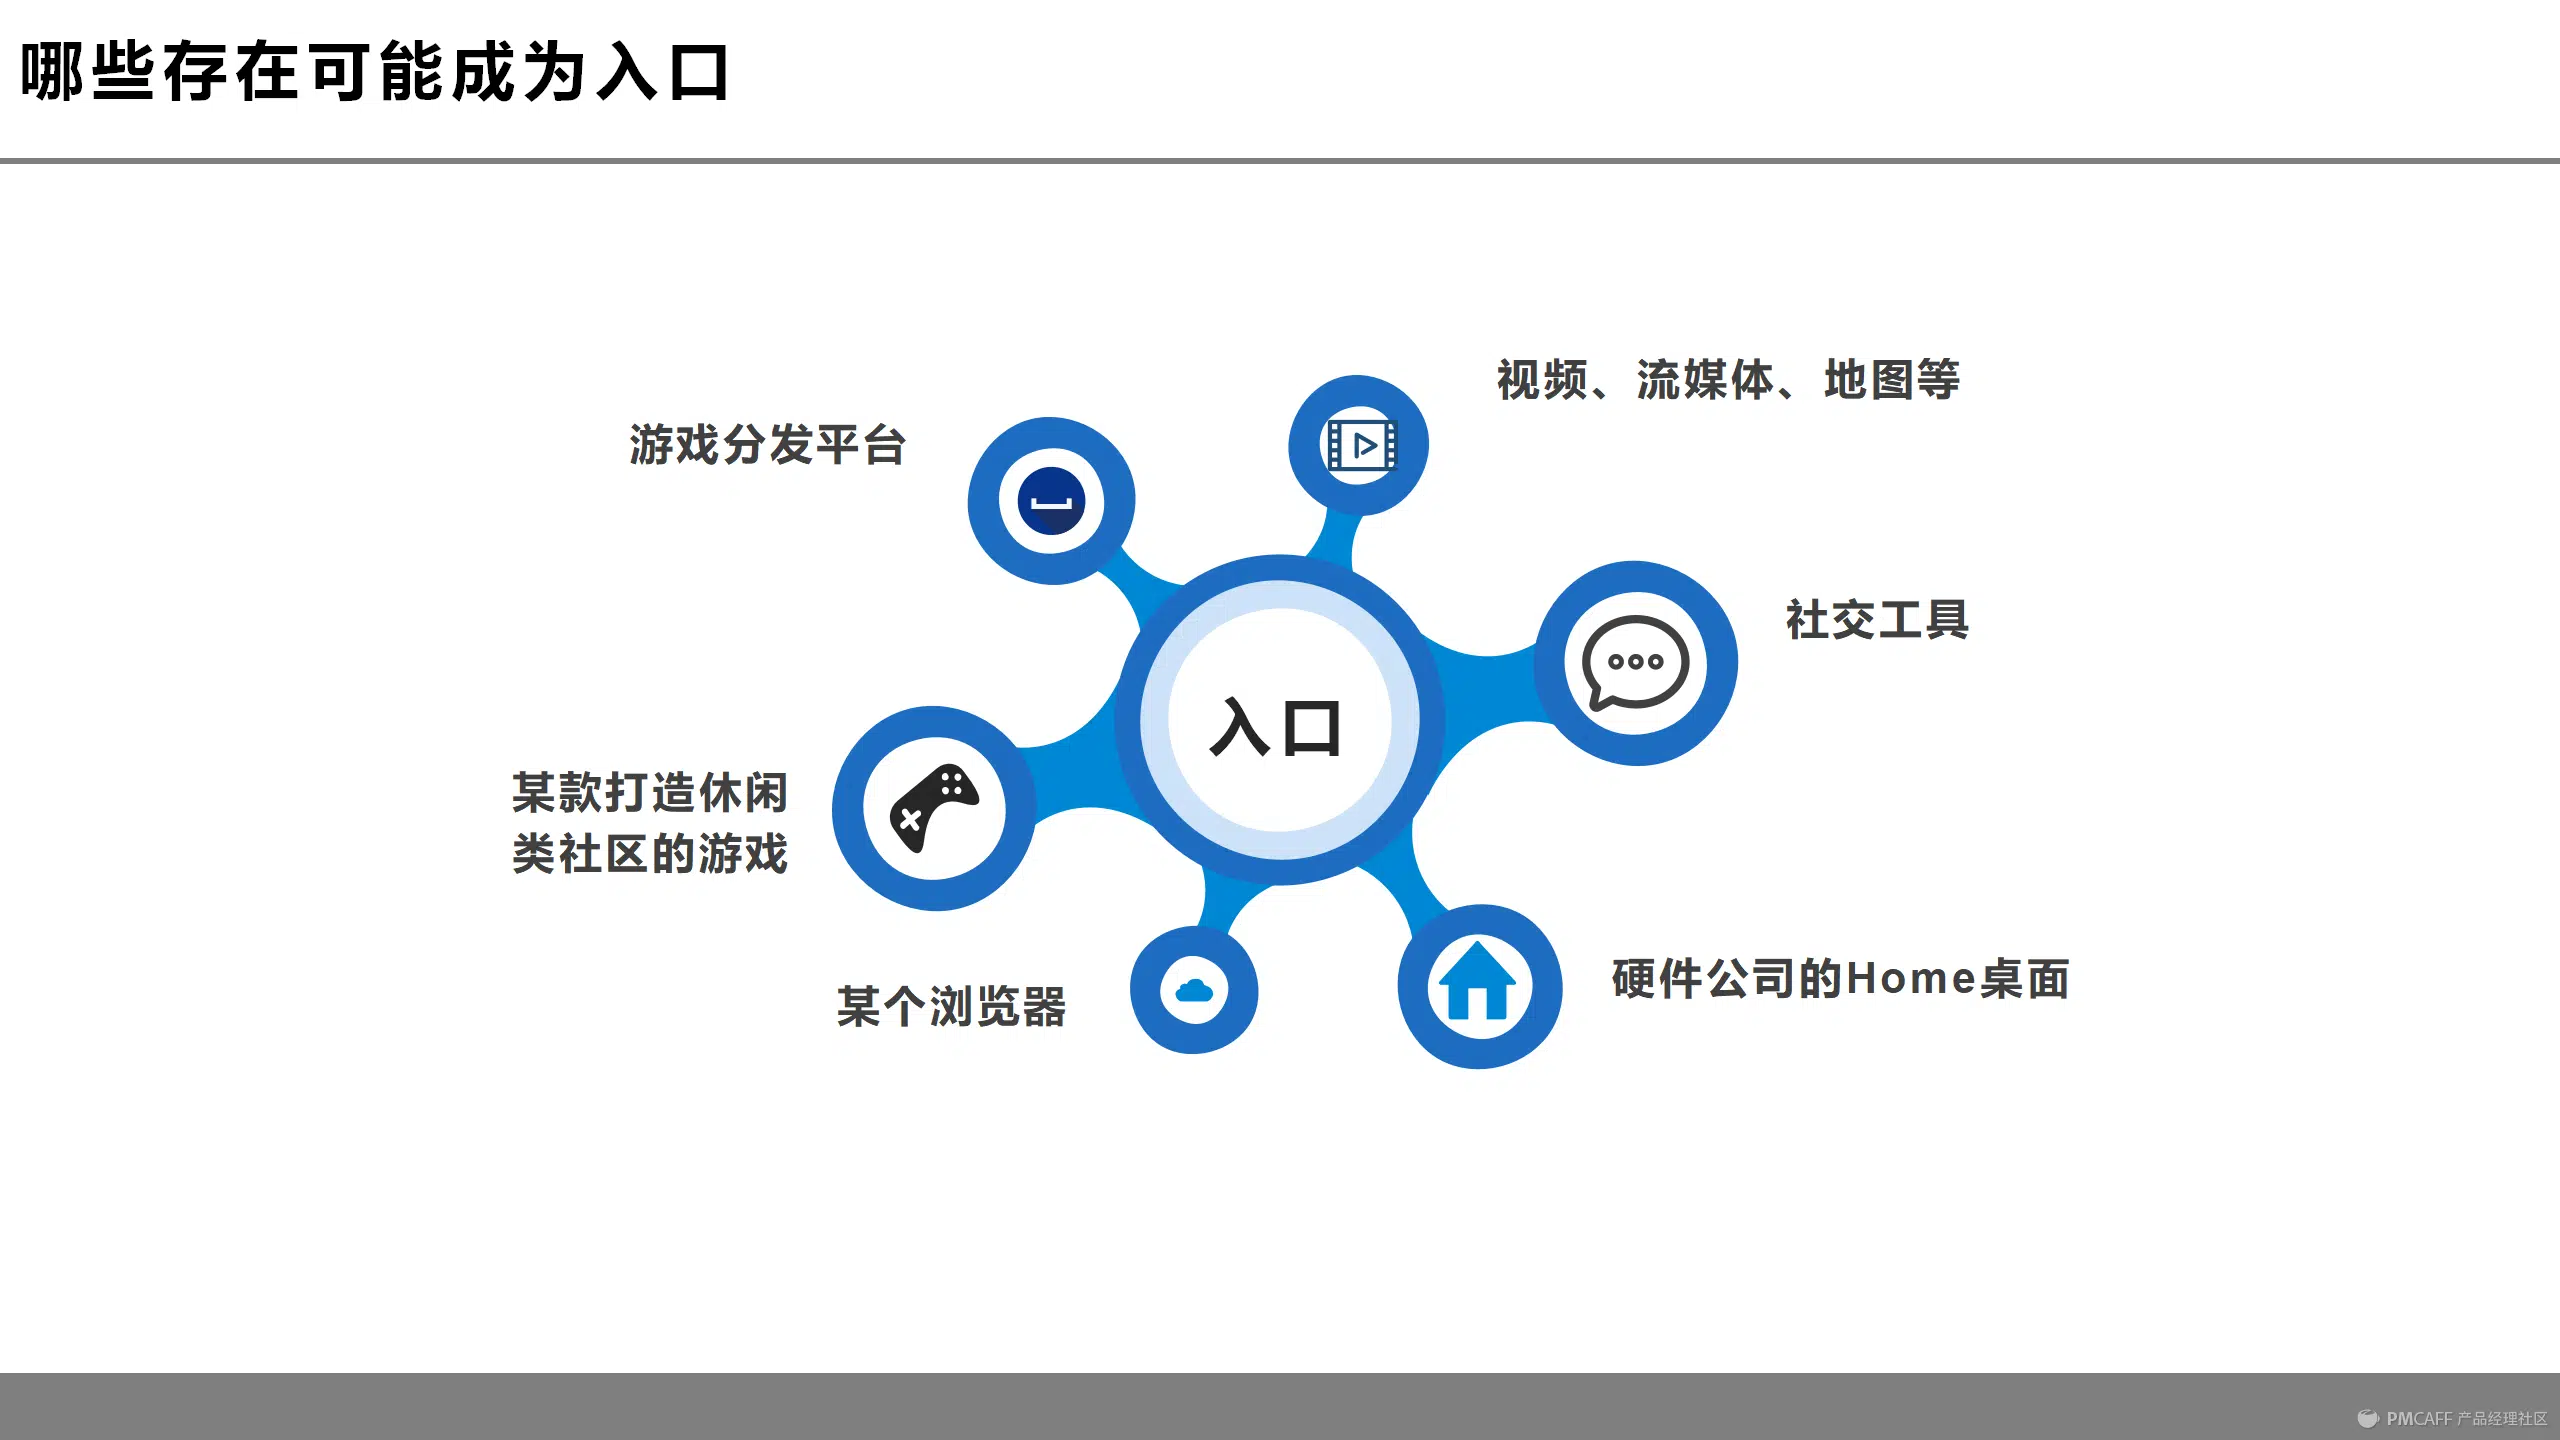 哪些存在可能成为入口
视频、流媒体、地图等
游戏分发平台
社交工具
入口
某款打造休闲
类社区的游戏
硬件公司的Home桌面
某个浏览器
PMCAFF 产品经理社区